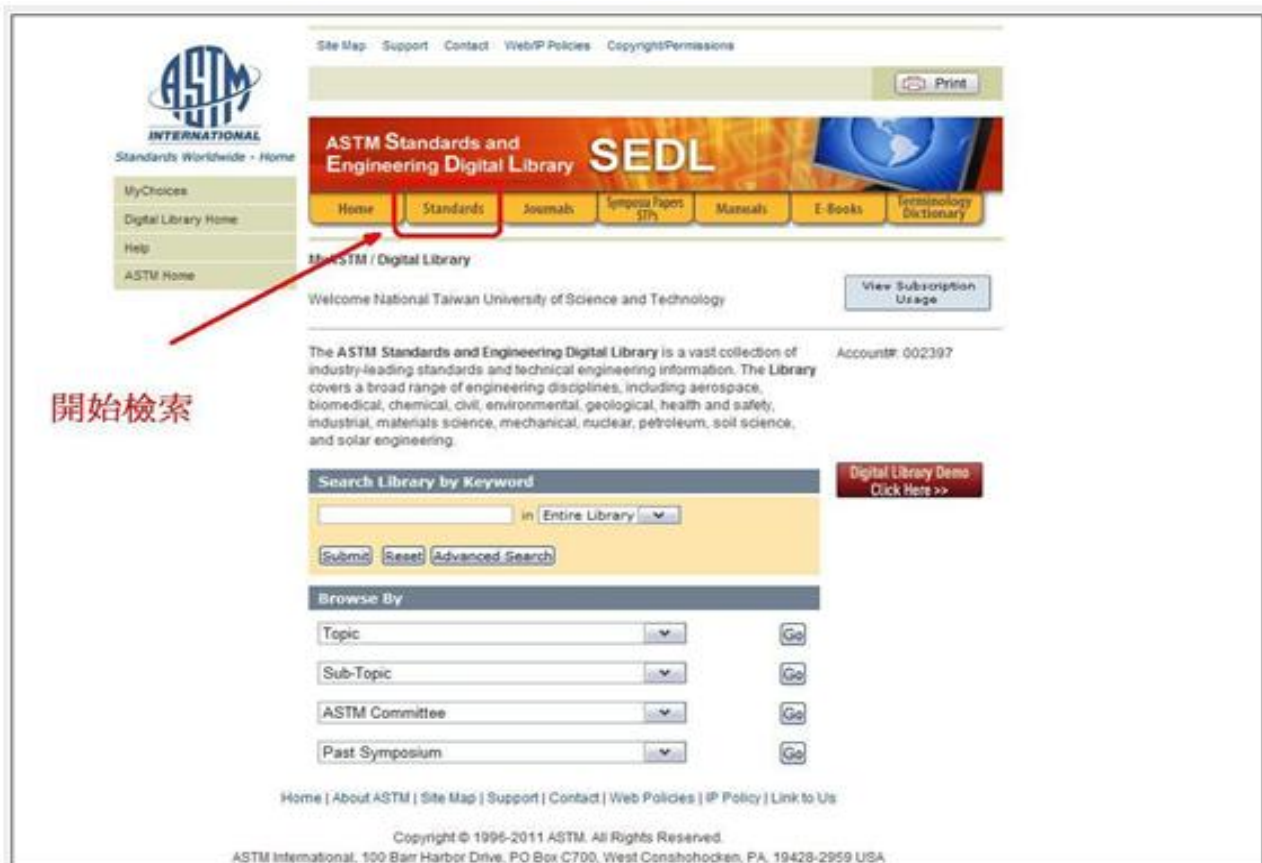 Site Map Support Contact Web/IP Policies Copyright/Permissions
Print
ASTM
INTERNATIONAL
Standards Worldwide - Home
MyChoices
Digital Library Home
Help
ASTM Home
ASTM Standards and
Engineering Digital Library SEDL
Home Standards Journals Symposia Papers STPs Manuals E-Books Terminology Dictionary
MyASTM / Digital Library
Welcome National Taiwan University of Science and Technology
View Subscription
Usage
The ASTM Standards and Engineering Digital Library is a vast collection of
industry-leading standards and technical engineering information. The Library
covers a broad range of engineering disciplines, including aerospace,
biomedical, chemical, civil, environmental, geological, health and safety,
industrial, materials science, mechanical, nuclear, petroleum, soil science,
and solar engineering.
Account#: 002397
開始檢索
Digital Library Demo
Click Here >>
Search Library by Keyword
in Entire Library
Submit Reset Advanced Search
Browse By
Topic Go
Sub-Topic Go
ASTM Committee Go
Past Symposium Go
Home | About ASTM | Site Map | Support | Contact | Web Policies | IP Policy | Link to Us
Copyright © 1996-2011 ASTM. All Rights Reserved.
ASTM International, 100 Barr Harbor Drive, PO Box C700, West Conshohocken, PA, 19428-2959 USA